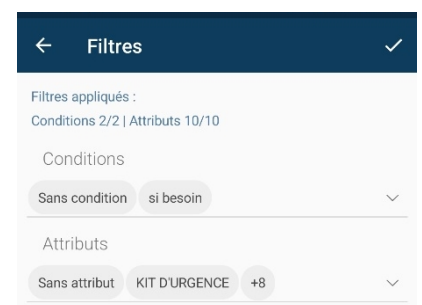 Filtres
Filtres appliqués :
Conditions 2/2 | Attributs 10/10
Conditions
Sans condition si besoin
Attributs
Sans attribut KIT D'URGENCE +8